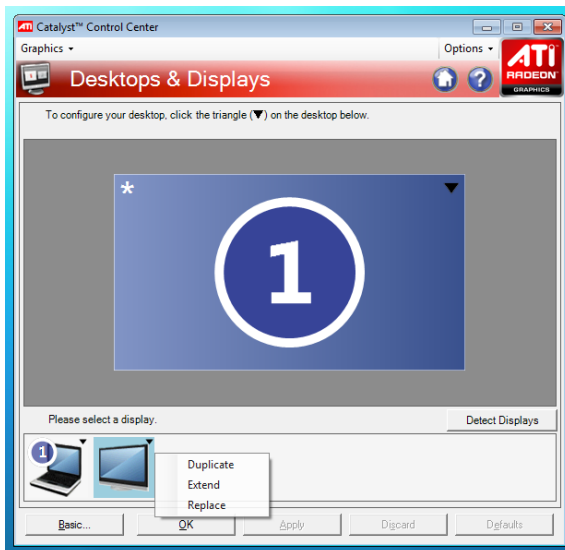 ATI Catalyst™ Control Center
Graphics
Options
ATI
RADEON
GRAPHICS
Desktops & Displays
To configure your desktop, click the triangle (▼) on the desktop below.
*
1
Please select a display.
Detect Displays
1
Duplicate
Extend
Replace
Basic...
OK
Apply
Discard
Defaults